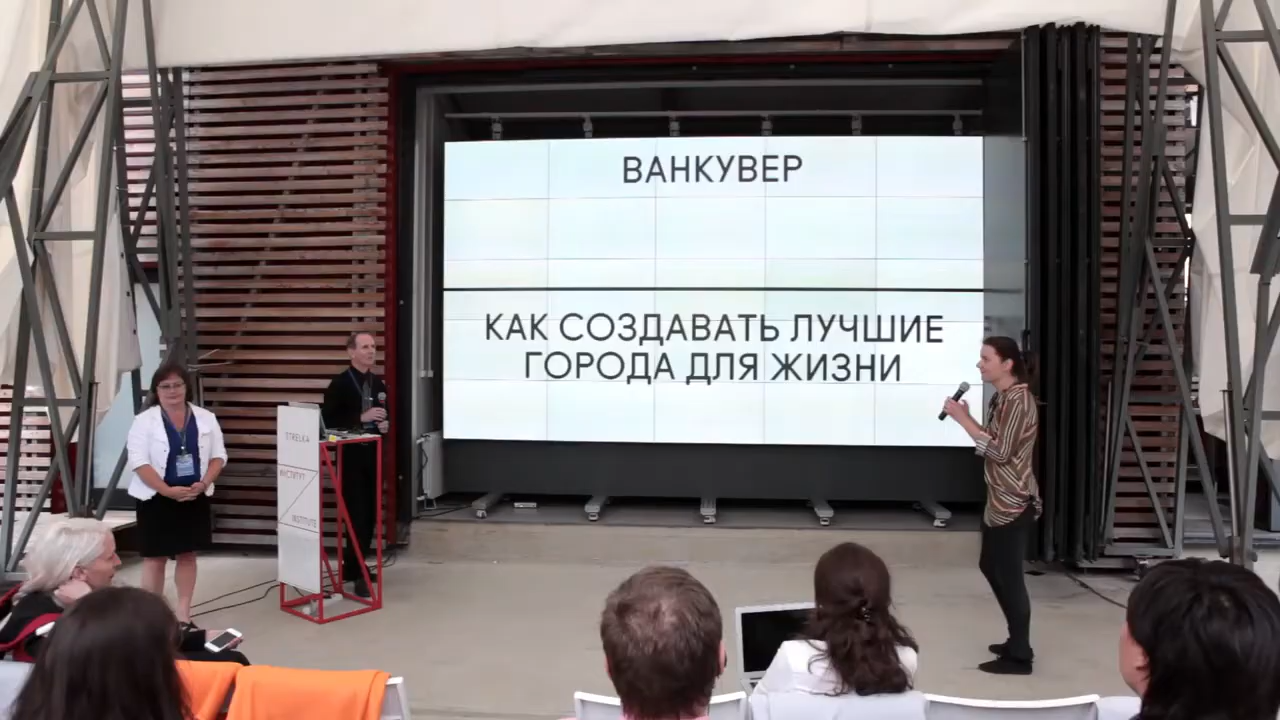 ВАНКУВЕР
КАК СОЗДАВАТЬ ЛУЧШИЕ
ГОРОДА ДЛЯ ЖИЗНИ
STRELKA
ИНСТИТУТ
INSTITUTE